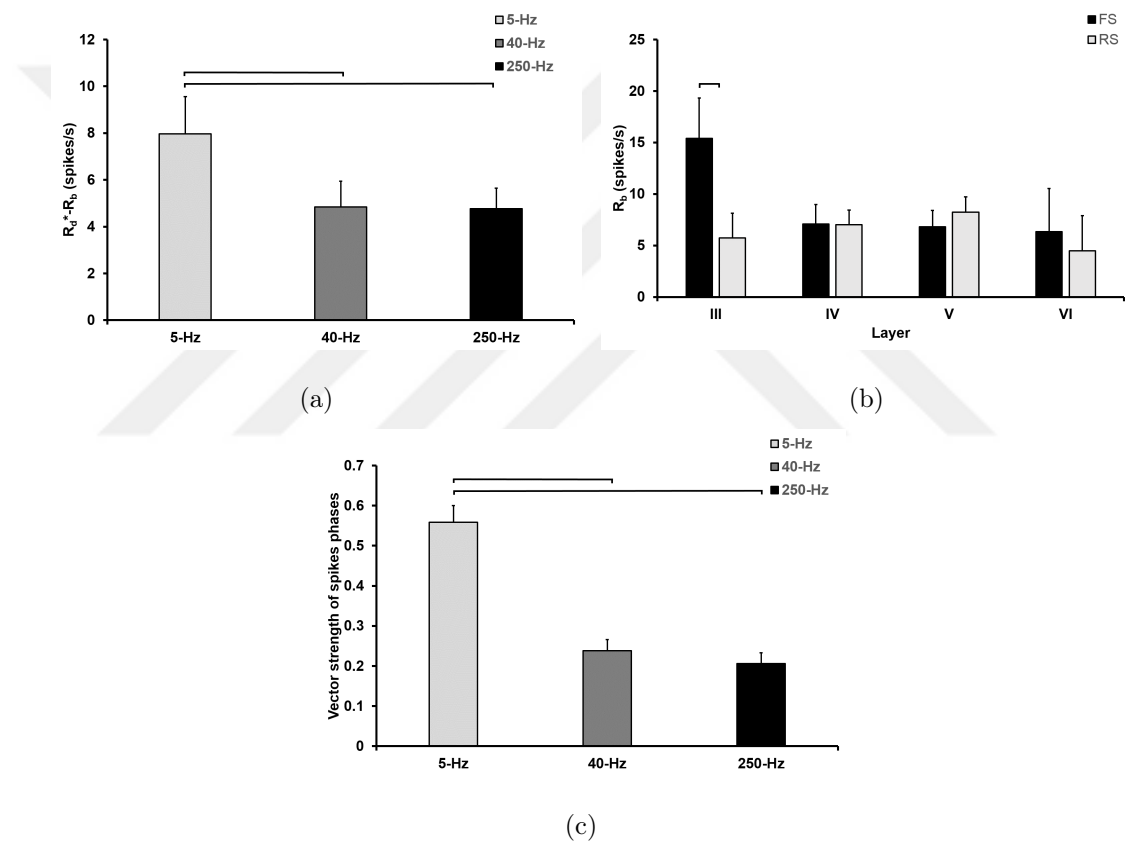 5-Hz
40-Hz
250-Hz
12
10
8
6
4
2
0
R_d*-R_b (spikes/s)
5-Hz 40-Hz 250-Hz
(a)
FS
RS
25
20
15
10
5
0
R_b (spikes/s)
III IV V VI
Layer
(b)
5-Hz
40-Hz
250-Hz
0.7
0.6
0.5
0.4
0.3
0.2
0.1
0
Vector strength of spikes phases
5-Hz 40-Hz 250-Hz
(c)